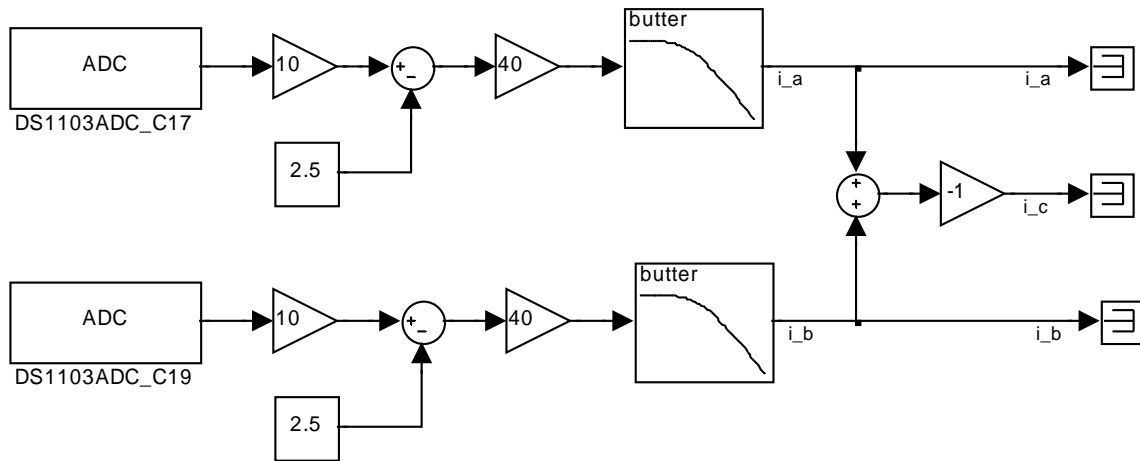 butter
ADC
10
+
−
40
i_a
i_a
DS1103ADC_C17
2.5
+
+
-1
i_c
butter
ADC
10
+
−
40
i_b
i_b
DS1103ADC_C19
2.5